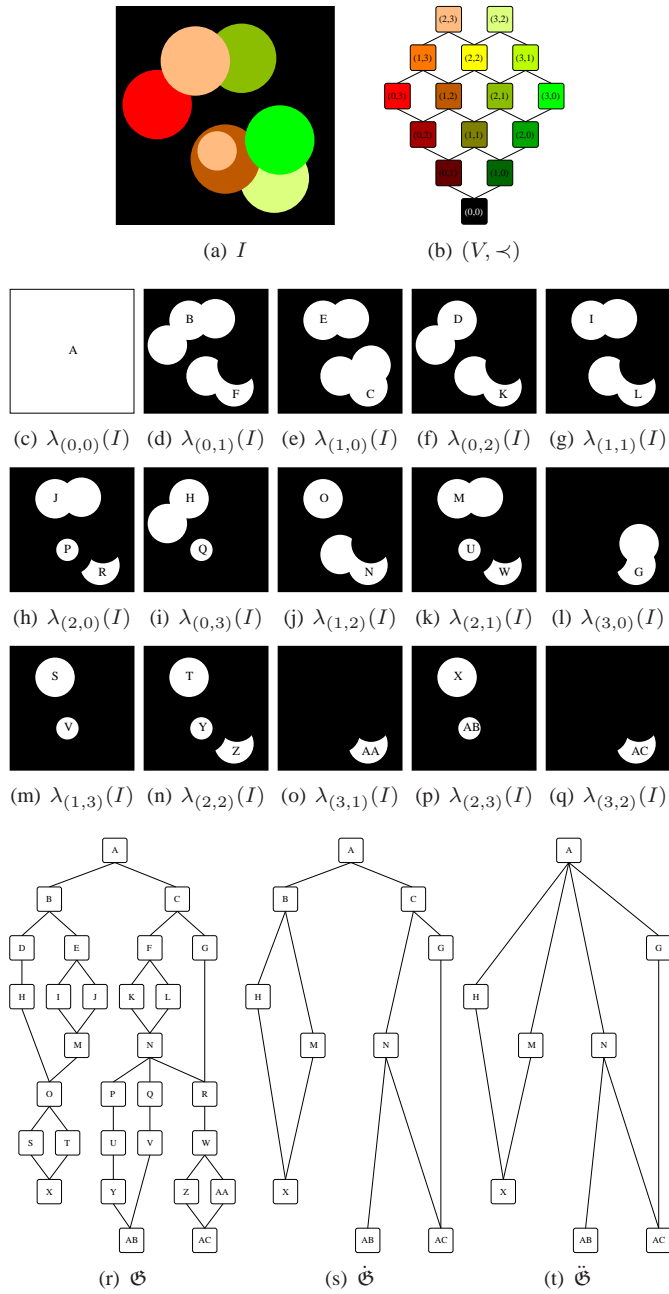 (2,3) (3,2)
(1,3) (2,2) (3,1)
(0,3) (1,2) (2,1) (3,0)
(0,2) (1,1) (2,0)
(0,1) (1,0)
(0,0)
(a) I (b) (V, ≺)
A B F E C D K I L
(c) λ(0,0)(I) (d) λ(0,1)(I) (e) λ(1,0)(I) (f) λ(0,2)(I) (g) λ(1,1)(I)
J P R H Q O N M U W G
(h) λ(2,0)(I) (i) λ(0,3)(I) (j) λ(1,2)(I) (k) λ(2,1)(I) (l) λ(3,0)(I)
S V T Y Z AA X AB AC
(m) λ(1,3)(I) (n) λ(2,2)(I) (o) λ(3,1)(I) (p) λ(2,3)(I) (q) λ(3,2)(I)
A A A
B C B C
D E F G G G
H I J K L H H
M N M N M N
O P Q R
S T U V W
X Y Z AA X X
AB AC AB AC AB AC
(r) 𝔊 (s) 𝔊̇ (t) 𝔊̈